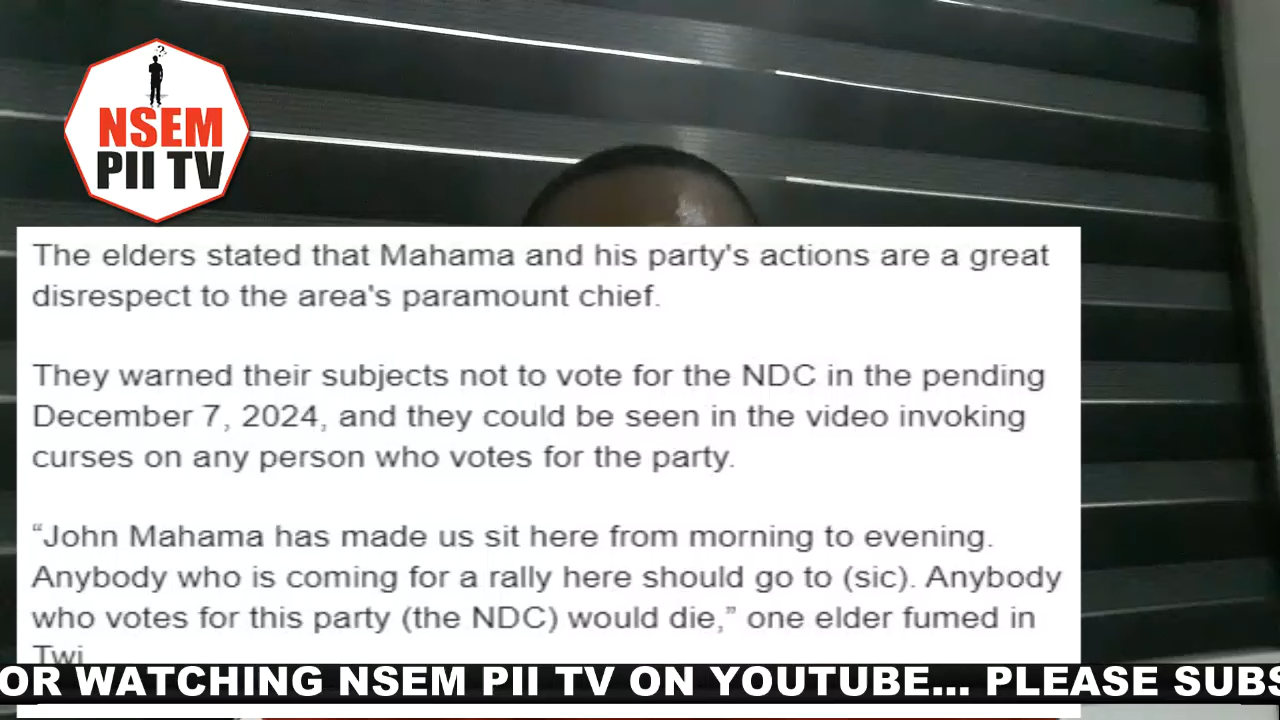 ?
NSEM
PII TV
The elders stated that Mahama and his party's actions are a great
disrespect to the area's paramount chief.
They warned their subjects not to vote for the NDC in the pending
December 7, 2024, and they could be seen in the video invoking
curses on any person who votes for the party.
“John Mahama has made us sit here from morning to evening.
Anybody who is coming for a rally here should go to (sic). Anybody
who votes for this party (the NDC) would die,” one elder fumed in
Twi
OR WATCHING NSEM PII TV ON YOUTUBE... PLEASE SUBS